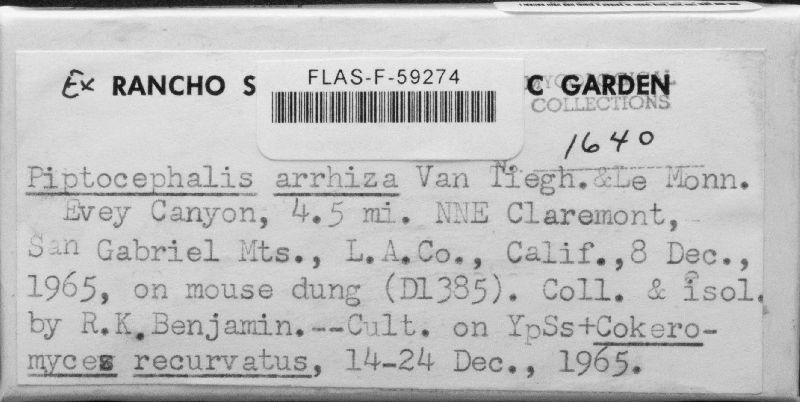 Ex RANCHO S C GARDEN
FLAS-F-59274
MYCOLOGICAL
COLLECTIONS
1640
Piptocephalis arrhiza Van Tiegh.&Le Monn.
Evey Canyon, 4.5 mi. NNE Claremont,
San Gabriel Mts., L.A.Co., Calif.,8 Dec.,
1965, on mouse dung (D1385). Coll. & isol.
by R.K.Benjamin.--Cult. on YpSs+Cokero-
myces recurvatus, 14-24 Dec., 1965.